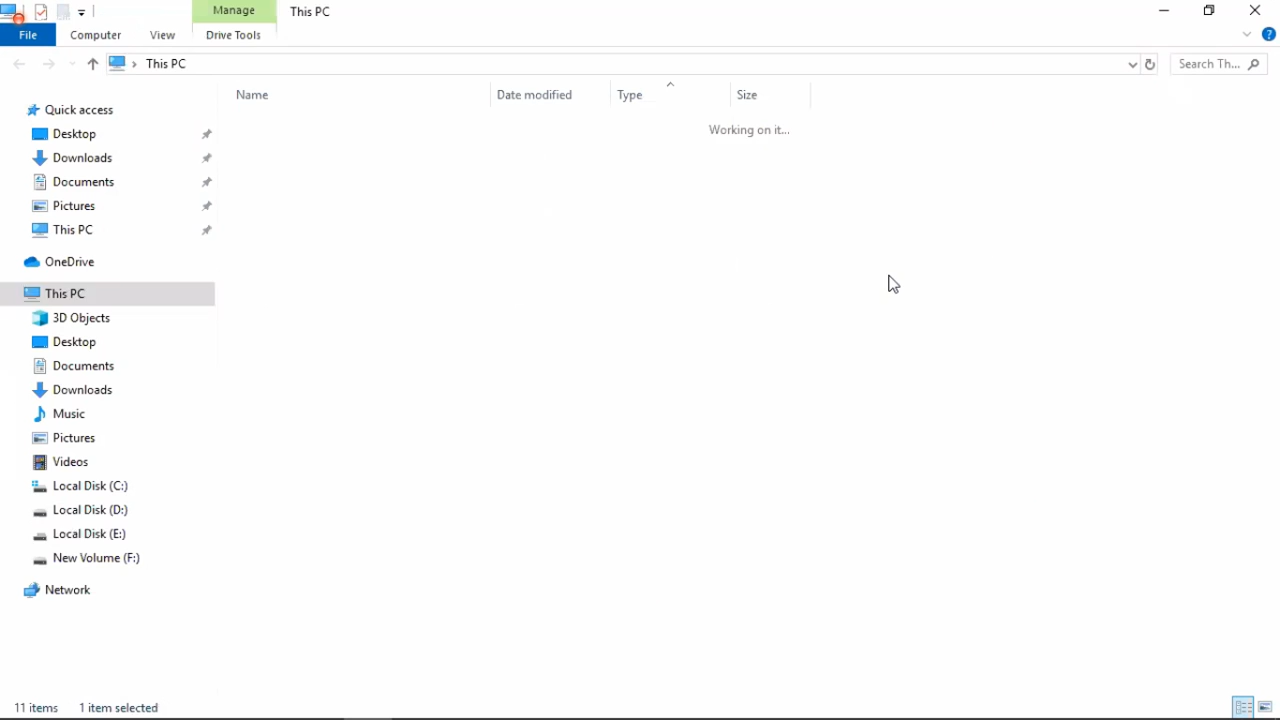 Manage
This PC
File
Computer
View
Drive Tools
This PC
Search Th...
Name
Date modified
Type
Size
Working on it...
Quick access
Desktop
Downloads
Documents
Pictures
This PC
OneDrive
This PC
3D Objects
Desktop
Documents
Downloads
Music
Pictures
Videos
Local Disk (C:)
Local Disk (D:)
Local Disk (E:)
New Volume (F:)
Network
11 items
1 item selected